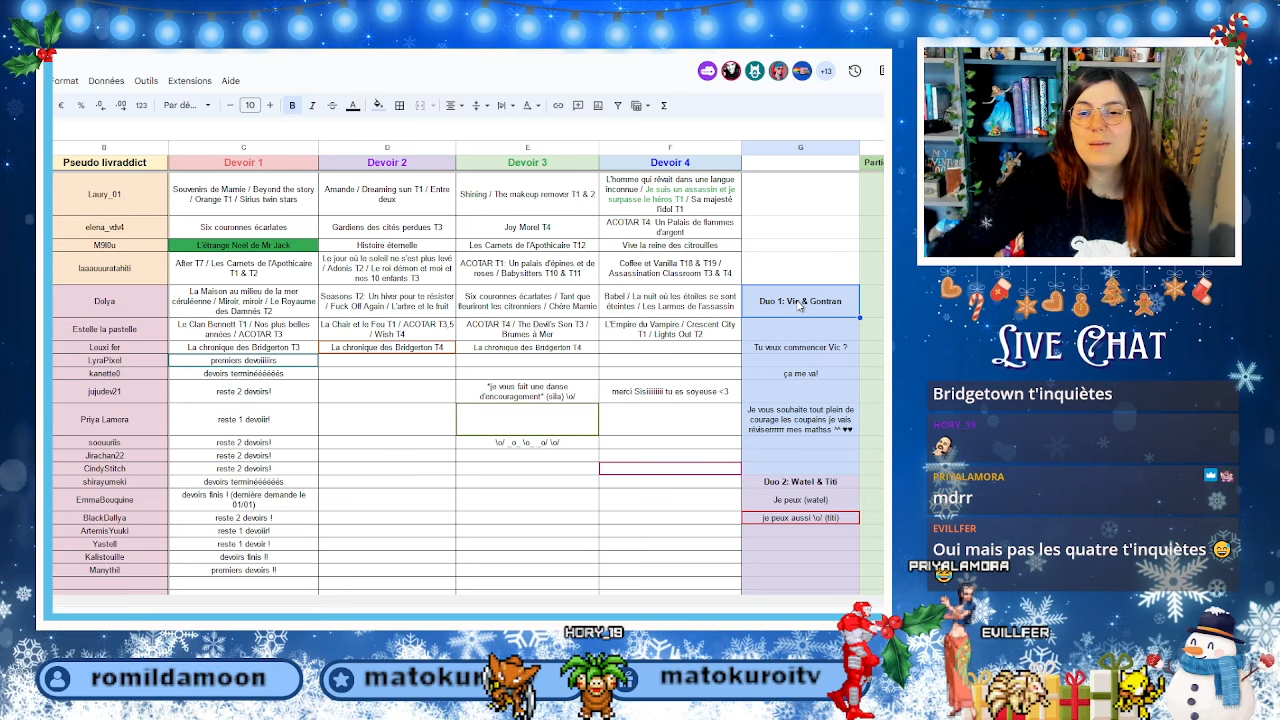 ormat Données Outils Extensions Aide
+13
€ % .0 .00 123 Par dé... − 10 + B I S A Σ
B C D E F G
Pseudo livraddict Devoir 1 Devoir 2 Devoir 3 Devoir 4 Parti
Laury_01
Souvenirs de Mamie / Beyond the story
/ Orange T1 / Sirius twin stars
Amande / Dreaming sun T1 / Entre
deux
Shining / The makeup remover T1 & 2
L'homme qui rêvait dans une langue
inconnue / Je suis un assassin et je
surpasse le héros T1 / Sa majesté
l'idol T1
elena_vdv4 Six couronnes écarlates Gardiens des cités perdues T3 Joy Morel T4
ACOTAR T4: Un Palais de flammes
d'argent
M9l0u L'étrange Noël de Mr Jack Histoire éternelle Les Carnets de l'Apothicaire T12 Vive la reine des citrouilles
laaauuuratahiti
After T7 / Les Carnets de l'Apothicaire
T1 & T2
Le jour où le soleil ne s'est plus levé
/ Adonis T2 / Le roi démon et moi et
nos 10 enfants T3
ACOTAR T1: Un palais d'épines et de
roses / Babysitters T10 & T11
Coffee et Vanilla T18 & T19 /
Assassination Classroom T3 & T4
Dolya
La Maison au milieu de la mer
céruléenne / Miroir, miroir / Le Royaume
des Damnés T2
Seasons T2: Un hiver pour te résister
/ Fuck Off Again / L'arbre et le fruit
Six couronnes écarlates / Tant que
fleuriront les citronniers / Chère Mamie
Babel / La nuit où les étoiles se sont
éteintes / Les Larmes de l'assassin
Duo 1: Vic & Gontran
Estelle la pastelle
Le Clan Bennett T1 / Nos plus belles
années / ACOTAR T3
La Chair et le Feu T1 / ACOTAR T3,5
/ Wish T4
ACOTAR T4 / The Devil's Son T3 /
Brumes à Mer
L'Empire du Vampire / Crescent City
T1 / Lights Out T2
Louxi fer La chronique des Bridgerton T3 La chronique des Bridgerton T4 La chronique des Bridgerton T4 Tu veux commencer Vic ?
LyraPixel premiers devoiiiirs
kanette0 devoirs terminéééééés ça me va!
jujudev21 reste 2 devoirs!
*je vous fait une danse
d'encouragement* (sila) \o/
merci Sisiiiiiiii tu es soyeuse <3
Priya Lamora reste 1 devoir!
Je vous souhaite tout plein de
courage les coupains je vais
réviserrrrrr mes mathss ^^ ♥♥
soouuriis reste 2 devoirs! \o/ _o_ \o__o/ \o/
Jirachan22 reste 2 devoirs!
CindyStitch reste 2 devoirs!
shirayumeki devoirs terminéééééés Duo 2: Watel & Titi
EmmaBouquine
devoirs finis ! (dernière demande le
01/01)
Je peux (watel)
BlackDallya reste 2 devoirs ! je peux aussi \o/ (titi)
ArtemisYuuki reste 1 devoir!
Yastell reste 1 devoir !
Kalistouille devoirs finis !!
Manythil premiers devoirs !!
MY
Live Chat
Bridgetown t'inquiètes
HORY_19
PRIYALAMORA
mdrr
EVILLFER
Oui mais pas les quatre t'inquiètes
PRIYALAMORA
HORY_19
EVILLFER
romildamoon
matokur
matokuroitv